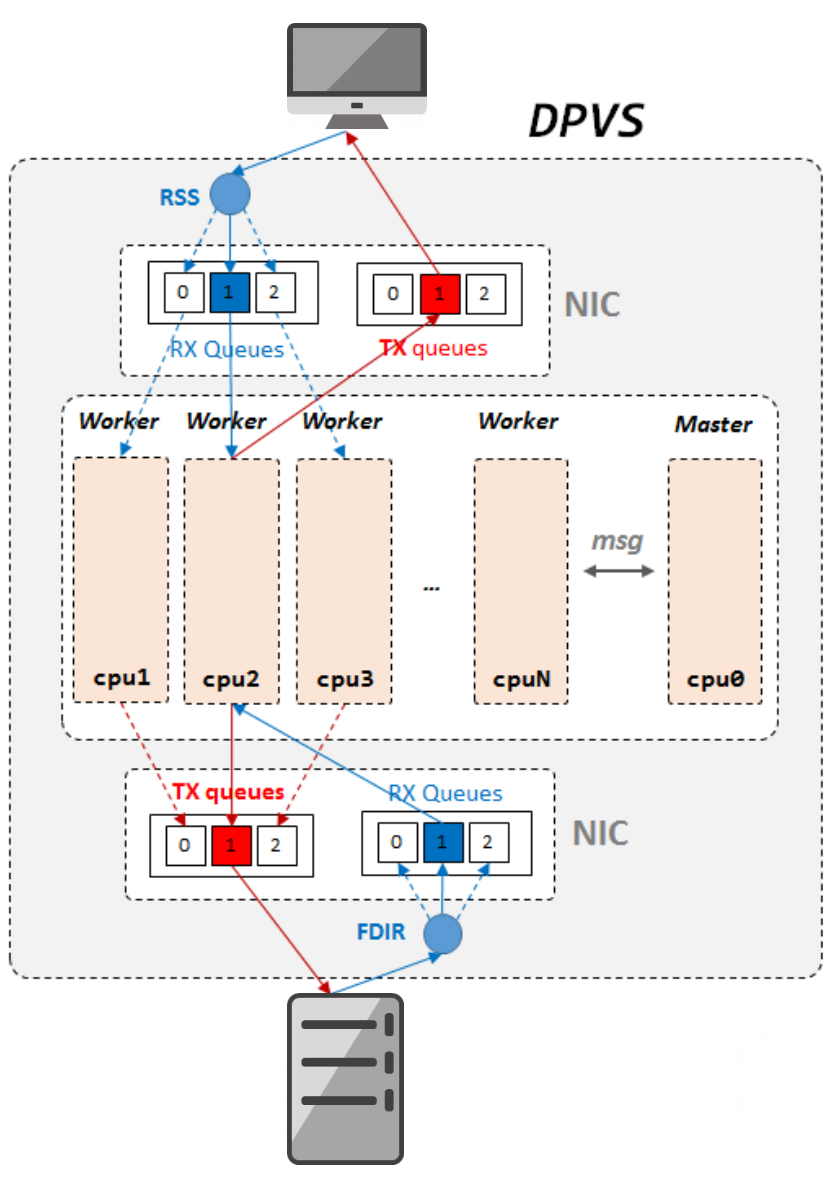 DPVS
RSS
0 1 2
0 1 2
NIC
RX Queues
TX queues
Worker Worker Worker Worker Master
msg
...
cpu1 cpu2 cpu3 cpuN cpu0
TX queues
RX Queues
0 1 2
0 1 2
NIC
FDIR